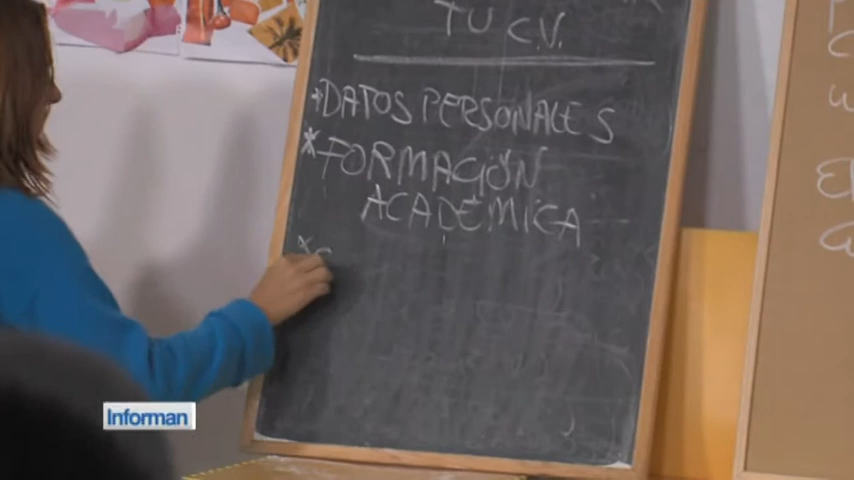 TU C.V.
*DATOS PERSONALES
*FORMACIÓN
ACADÉMICA
*
Informan